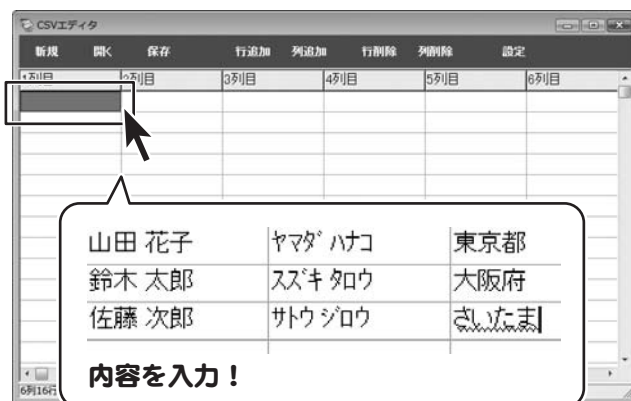 CSVエディタ
新規 開く 保存 行追加 列追加 行削除 列削除 設定
1列目 2列目 3列目 4列目 5列目 6列目
山田 花子 ヤマダ ハナコ 東京都
鈴木 太郎 スズキ タロウ 大阪府
佐藤 次郎 サトウ ジロウ さいたま
内容を入力！
6列16行